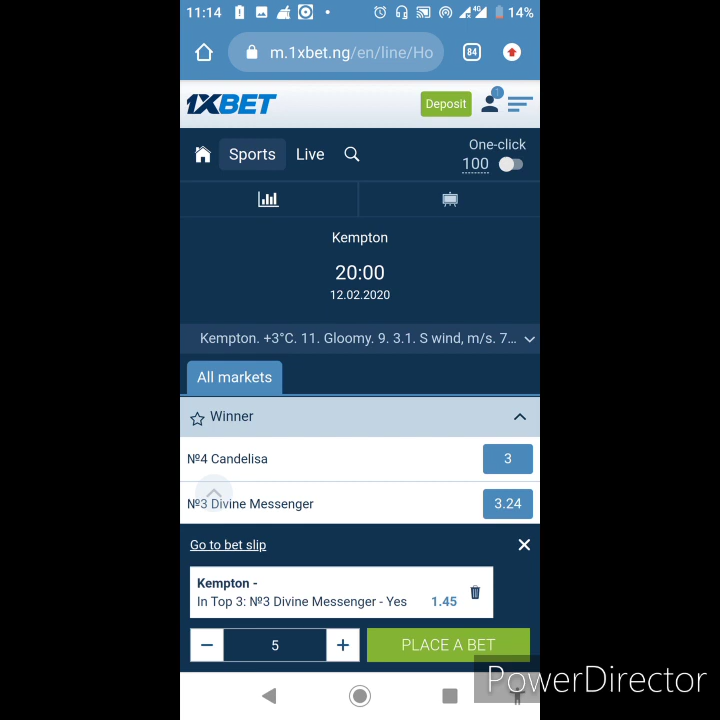 11:14 4G 14%
m.1xbet.ng/en/line/Ho 84
1XBET Deposit 1
One-click
Sports Live 100
Kempton
20:00
12.02.2020
Kempton. +3°C. 11. Gloomy. 9. 3.1. S wind, m/s. 7...
All markets
Winner
№4 Candelisa 3
№3 Divine Messenger 3.24
Go to bet slip
Kempton -
In Top 3: №3 Divine Messenger - Yes 1.45
5 PLACE A BET
PowerDirector